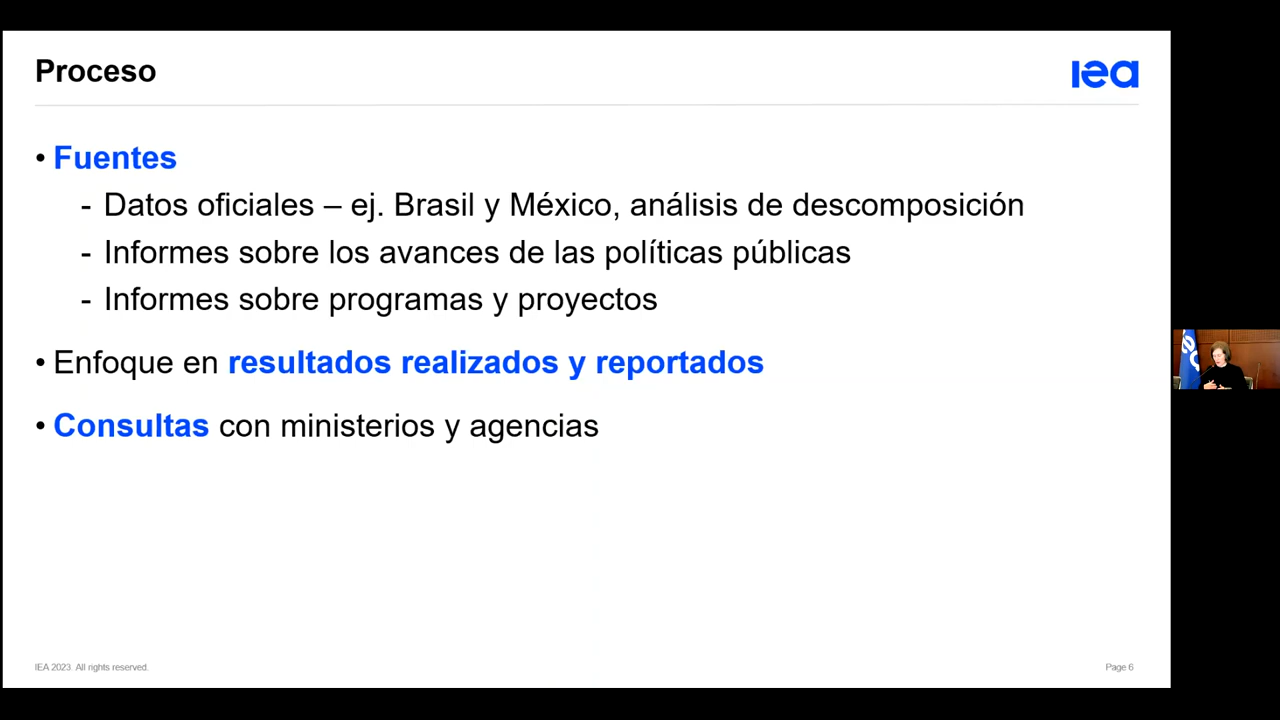 Proceso
iea
• Fuentes
- Datos oficiales – ej. Brasil y México, análisis de descomposición
- Informes sobre los avances de las políticas públicas
- Informes sobre programas y proyectos
• Enfoque en resultados realizados y reportados
• Consultas con ministerios y agencias
IEA 2023. All rights reserved.
Page 6